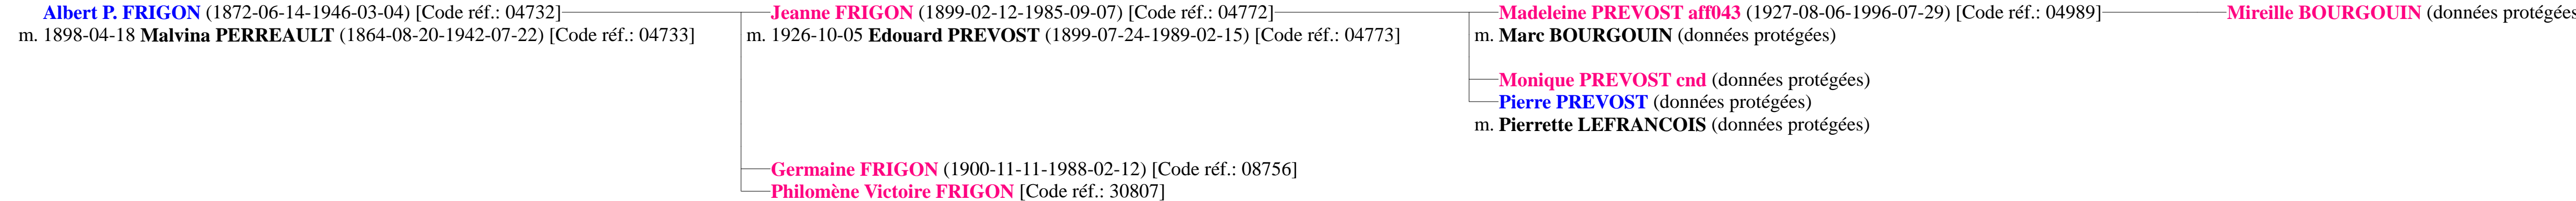 Albert P. FRIGON (1872-06-14-1946-03-04) [Code réf.: 04732]
m. 1898-04-18 Malvina PERREAULT (1864-08-20-1942-07-22) [Code réf.: 04733]
Jeanne FRIGON (1899-02-12-1985-09-07) [Code réf.: 04772]
m. 1926-10-05 Edouard PREVOST (1899-07-24-1989-02-15) [Code réf.: 04773]
Madeleine PREVOST aff043 (1927-08-06-1996-07-29) [Code réf.: 04989]
m. Marc BOURGOUIN (données protégées)
Mireille BOURGOUIN (données protégées
Monique PREVOST cnd (données protégées)
Pierre PREVOST (données protégées)
m. Pierrette LEFRANCOIS (données protégées)
Germaine FRIGON (1900-11-11-1988-02-12) [Code réf.: 08756]
Philomène Victoire FRIGON [Code réf.: 30807]